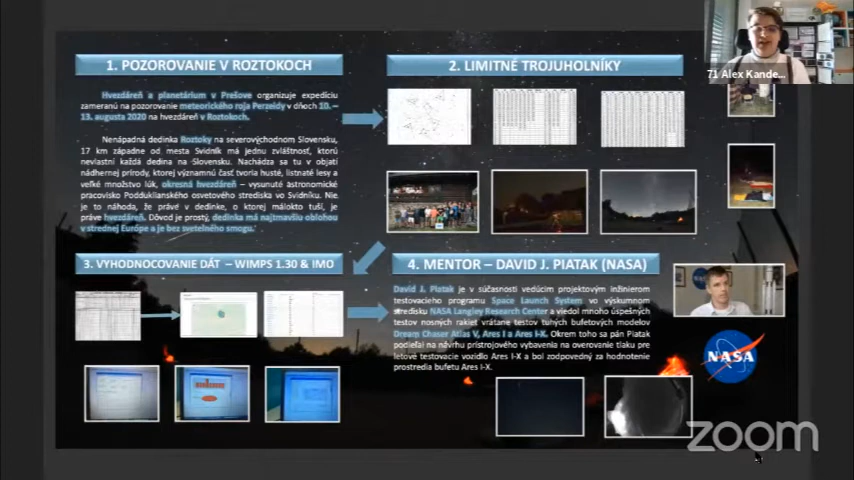 1. POZOROVANIE V ROZTOKOCH
Hvezdáreň a planetárium v Prešove organizuje expedíciu
zameranú na pozorovanie meteorického roja Perzeidy v dňoch 10. –
13. augusta 2020 na hvezdárni v Roztokoch.
Nenápadná dedinka Roztoky na severovýchodnom Slovensku,
17 km západne od mesta Svidník má jednu zvláštnosť, ktorú
nevlastní každá dedina na Slovensku. Nachádza sa tu v objatí
nádhernej prírody, ktorej významnú časť tvoria husté, listnaté lesy a
veľké množstvo lúk, okresná hvezdáreň – vysunuté astronomické
pracovisko Podduklianského osvetového strediska vo Svidníku. Nie
je to náhoda, že práve v dedinke, o ktorej málokto tuší, je
práve hvezdáreň. Dôvod je prostý, dedinka má najtmavšiu oblohou
v strednej Európe a je bez svetelného smogu.
2. LIMITNÉ TROJUHOLNÍKY
71 Alex Kande...
3. VYHODNOCOVANIE DÁT – WIMPS 1.30 & IMO
4. MENTOR – DAVID J. PIATAK (NASA)
David J. Piatak je v súčasnosti vedúcim projektovým inžinierom
testovacieho programu Space Launch System vo výskumnom
stredisku NASA Langley Research Center a viedol mnoho úspešných
testov nosných rakiet vrátane testov tuhých bufetových modelov
Dream Chaser Atlas V, Ares I a Ares I-X. Okrem toho sa pán Piatak
podieľal na návrhu prístrojového vybavenia na overovanie tlaku pre
letové testovacie vozidlo Ares I-X a bol zodpovedný za hodnotenie
prostredia bufetu Ares I-X.
NASA
zoom